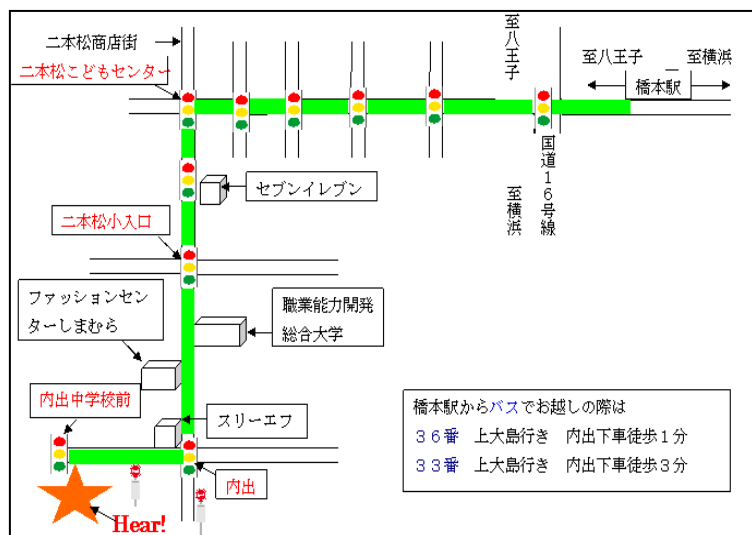 二本松商店街
二本松こどもセンター
至八王子
至八王子
至横浜
橋本駅
国道16号線
至横浜
セブンイレブン
二本松小入口
ファッションセン
ターしまむら
職業能力開発
総合大学
内出中学校前
スリーエフ
内出
Hear!
橋本駅からバスでお越しの際は
36番 上大島行き 内出下車徒歩1分
33番 上大島行き 内出下車徒歩3分